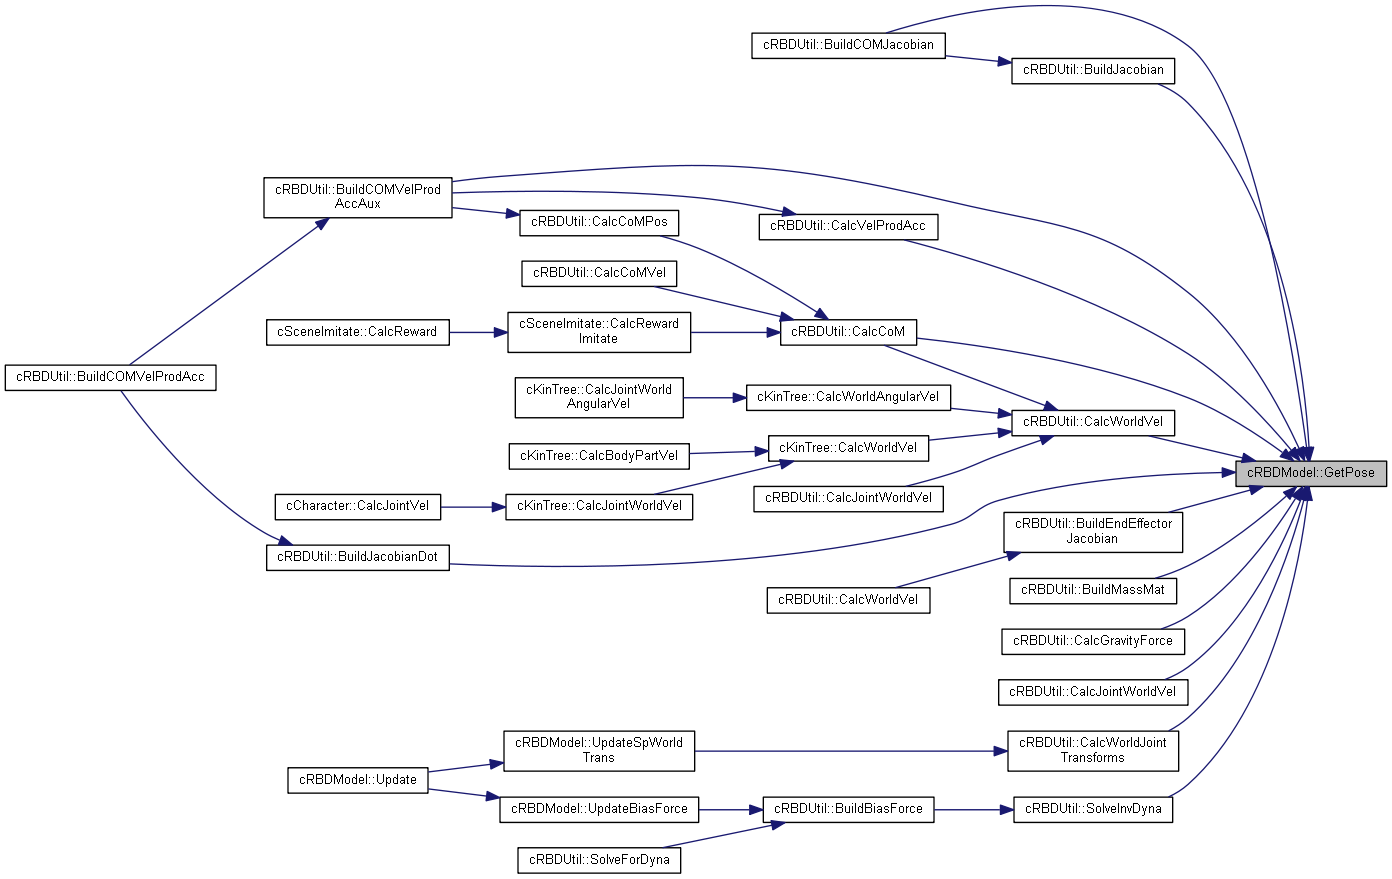 cRBDUtil::BuildCOMJacobian
cRBDUtil::BuildJacobian
cRBDUtil::BuildCOMVelProd
AccAux
cRBDUtil::CalcCoMPos
cRBDUtil::CalcVelProdAcc
cRBDUtil::CalcCoMVel
cSceneImitate::CalcReward
cSceneImitate::CalcReward
Imitate
cRBDUtil::CalcCoM
cRBDUtil::BuildCOMVelProdAcc
cKinTree::CalcJointWorld
AngularVel
cKinTree::CalcWorldAngularVel
cRBDUtil::CalcWorldVel
cKinTree::CalcBodyPartVel
cKinTree::CalcWorldVel
cRBDModel::GetPose
cCharacter::CalcJointVel
cKinTree::CalcJointWorldVel
cRBDUtil::CalcJointWorldVel
cRBDUtil::BuildEndEffector
Jacobian
cRBDUtil::BuildJacobianDot
cRBDUtil::BuildMassMat
cRBDUtil::CalcWorldVel
cRBDUtil::CalcGravityForce
cRBDUtil::CalcJointWorldVel
cRBDModel::UpdateSpWorld
Trans
cRBDUtil::CalcWorldJoint
Transforms
cRBDModel::Update
cRBDModel::UpdateBiasForce
cRBDUtil::BuildBiasForce
cRBDUtil::SolveInvDyna
cRBDUtil::SolveForDyna